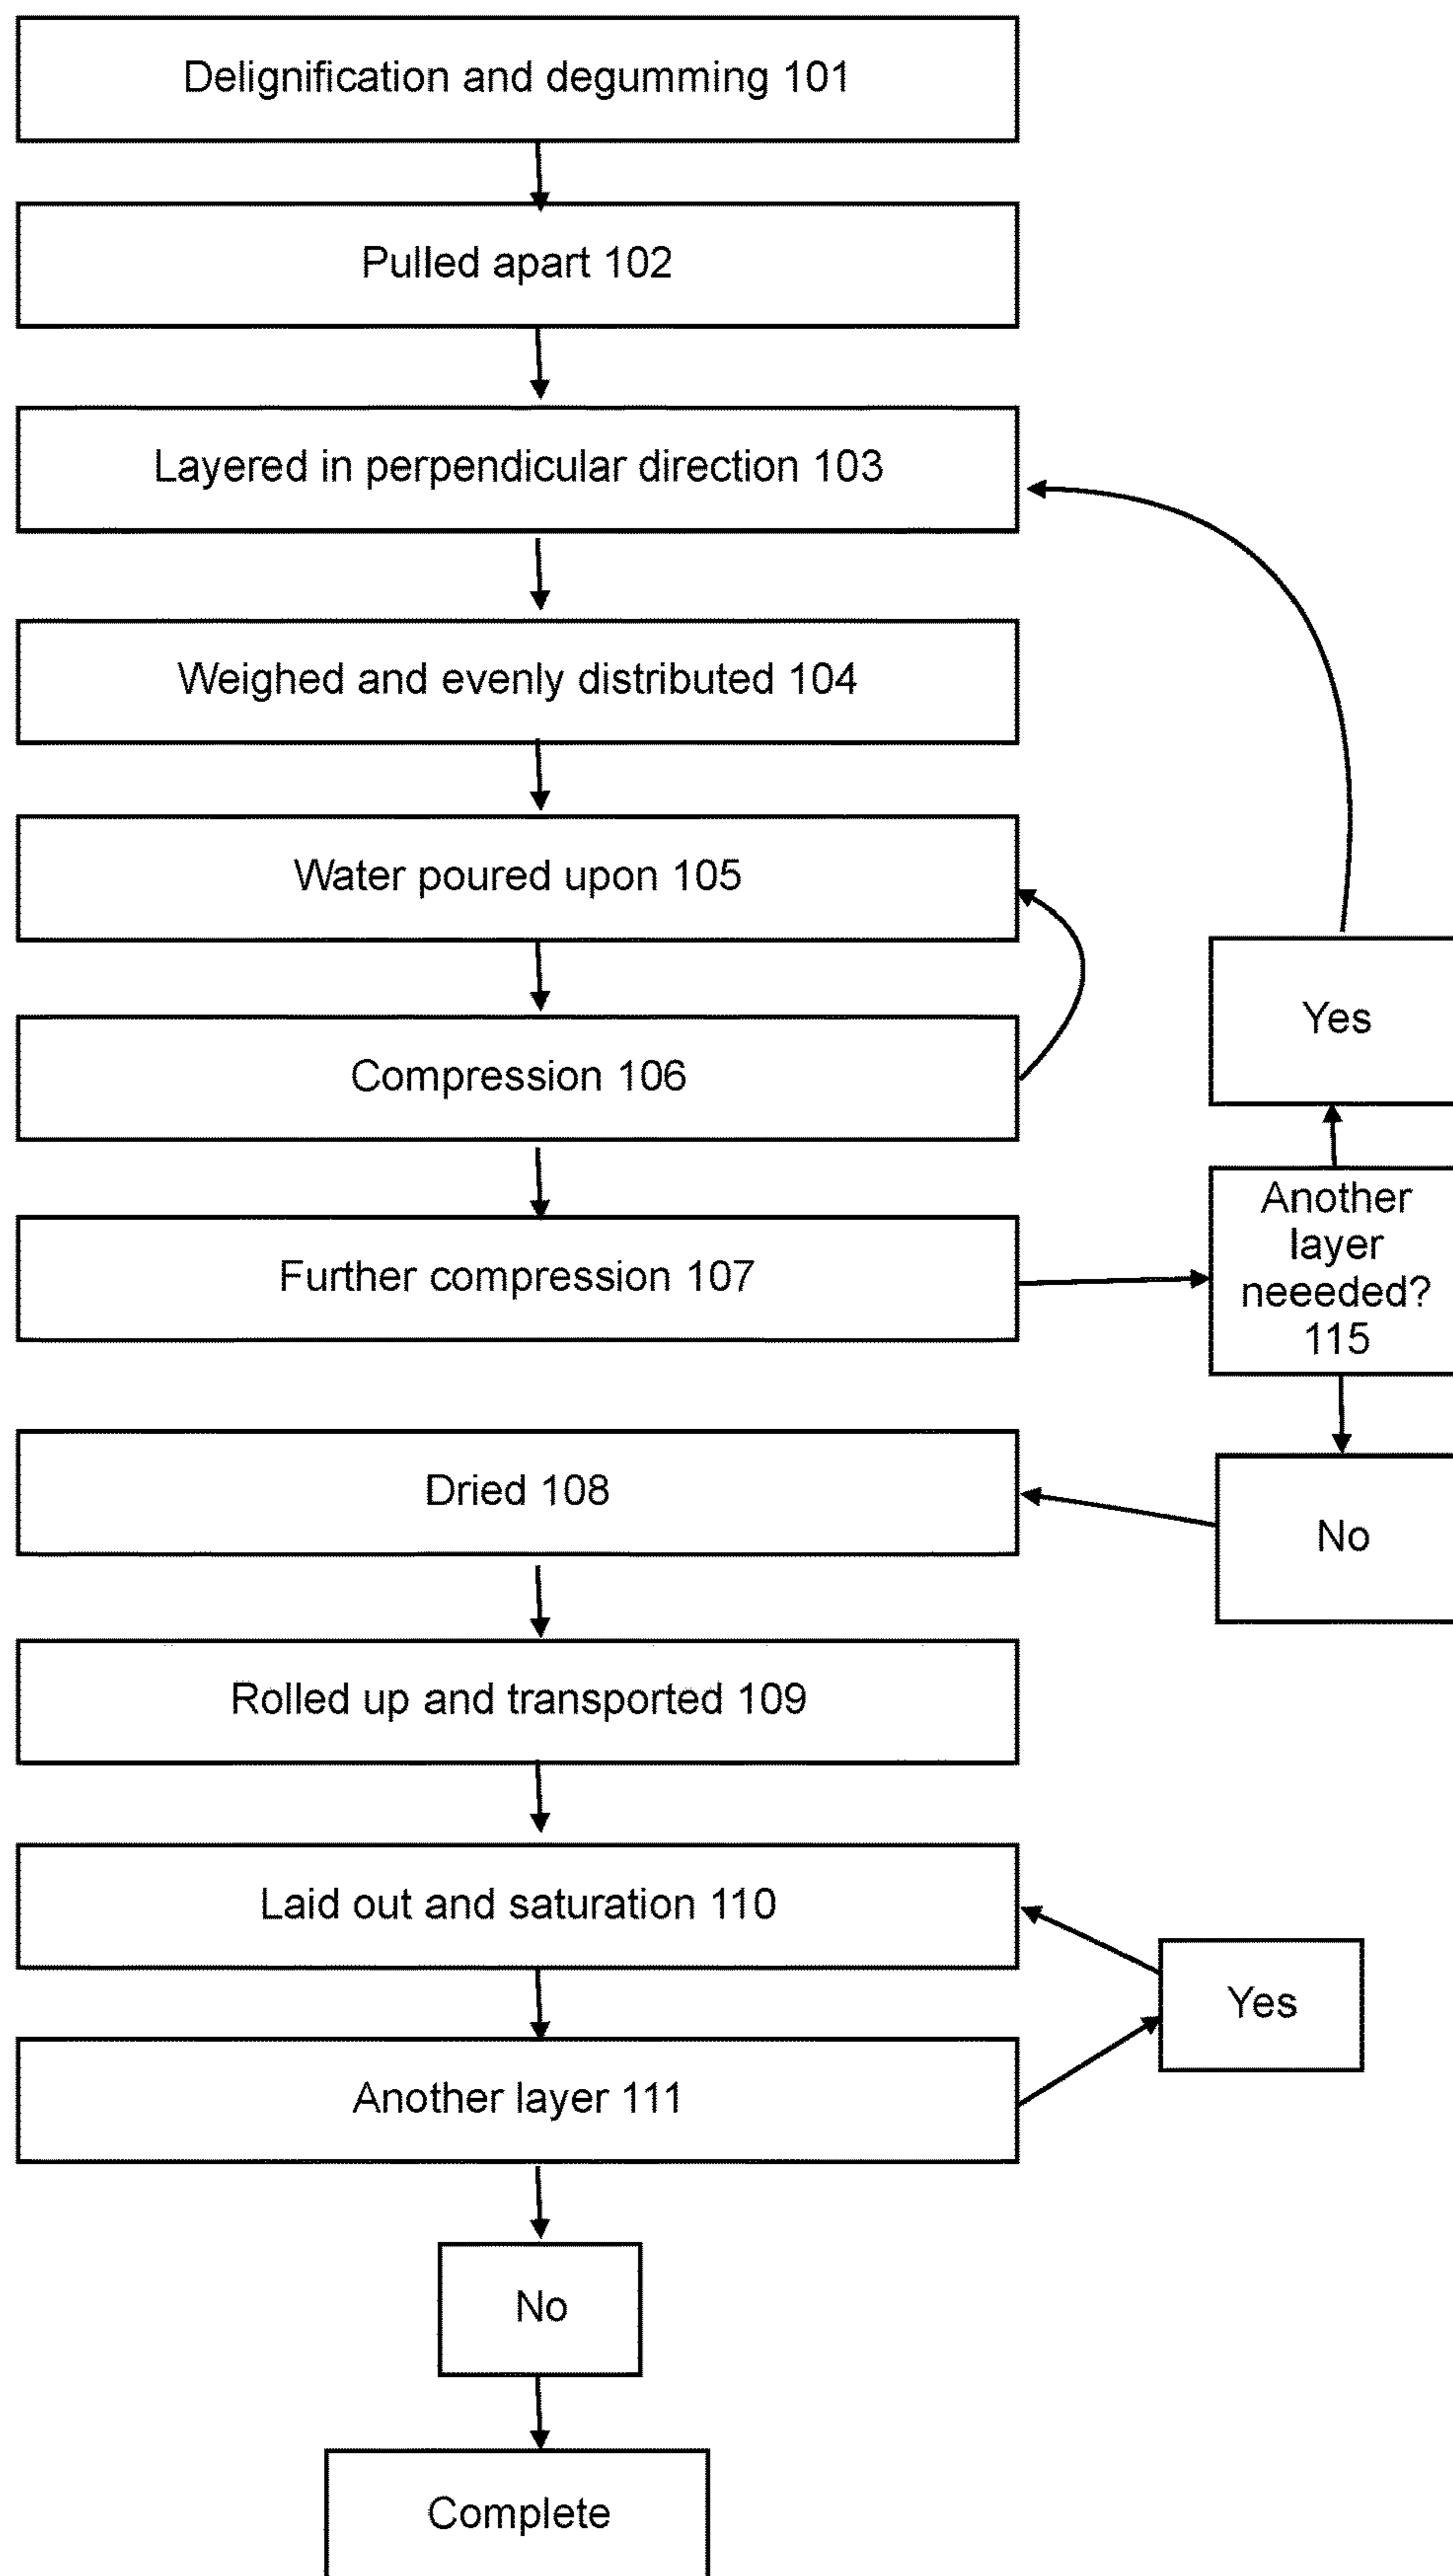 Delignification and degumming 101
Pulled apart 102
Layered in perpendicular direction 103
Weighed and evenly distributed 104
Water poured upon 105
Compression 106
Yes
Further compression 107
Another
layer
neeeded?
115
Dried 108
No
Rolled up and transported 109
Laid out and saturation 110
Yes
Another layer 111
No
Complete